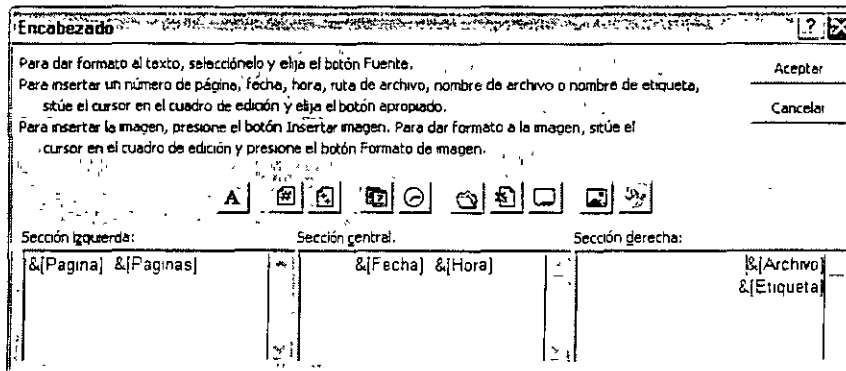 Encabezado
Para dar formato al texto, selecciónelo y elija el botón Fuente.
Para insertar un número de página, fecha, hora, ruta de archivo, nombre de archivo o nombre de etiqueta,
sitúe el cursor en el cuadro de edición y elija el botón apropiado.
Para insertar la imagen, presione el botón Insertar imagen. Para dar formato a la imagen, sitúe el
cursor en el cuadro de edición y presione el botón Formato de imagen.
Aceptar
Cancelar
A
Sección izquierda:
Sección central.
Sección derecha:
&[Pagina] &[Paginas]
&[Fecha] &[Hora]
&[Archivo]
&[Etiqueta]